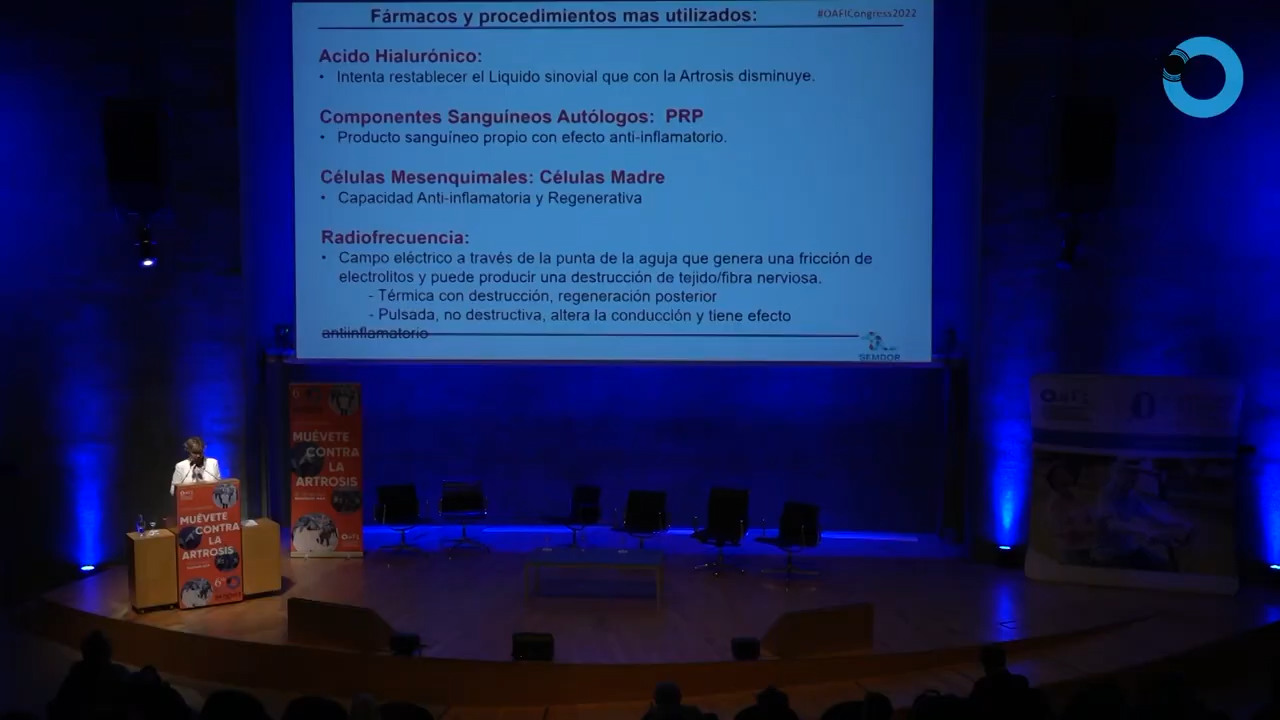 Fármacos y procedimientos mas utilizados:
#OAFICongress2022
Acido Hialurónico:
• Intenta restablecer el Liquido sinovial que con la Artrosis disminuye.
Componentes Sanguíneos Autólogos: PRP
• Producto sanguíneo propio con efecto anti-inflamatorio.
Células Mesenquimales: Células Madre
• Capacidad Anti-inflamatoria y Regenerativa
Radiofrecuencia:
• Campo eléctrico a través de la punta de la aguja que genera una fricción de
electrolitos y puede producir una destrucción de tejido/fibra nerviosa.
- Térmica con destrucción, regeneración posterior
- Pulsada, no destructiva, altera la conducción y tiene efecto
antiinflamatorio
SEMDOR
MUÉVETE
CONTRA
LA
ARTROSIS
MUÉVETE
CONTRA
LA
ARTROSIS